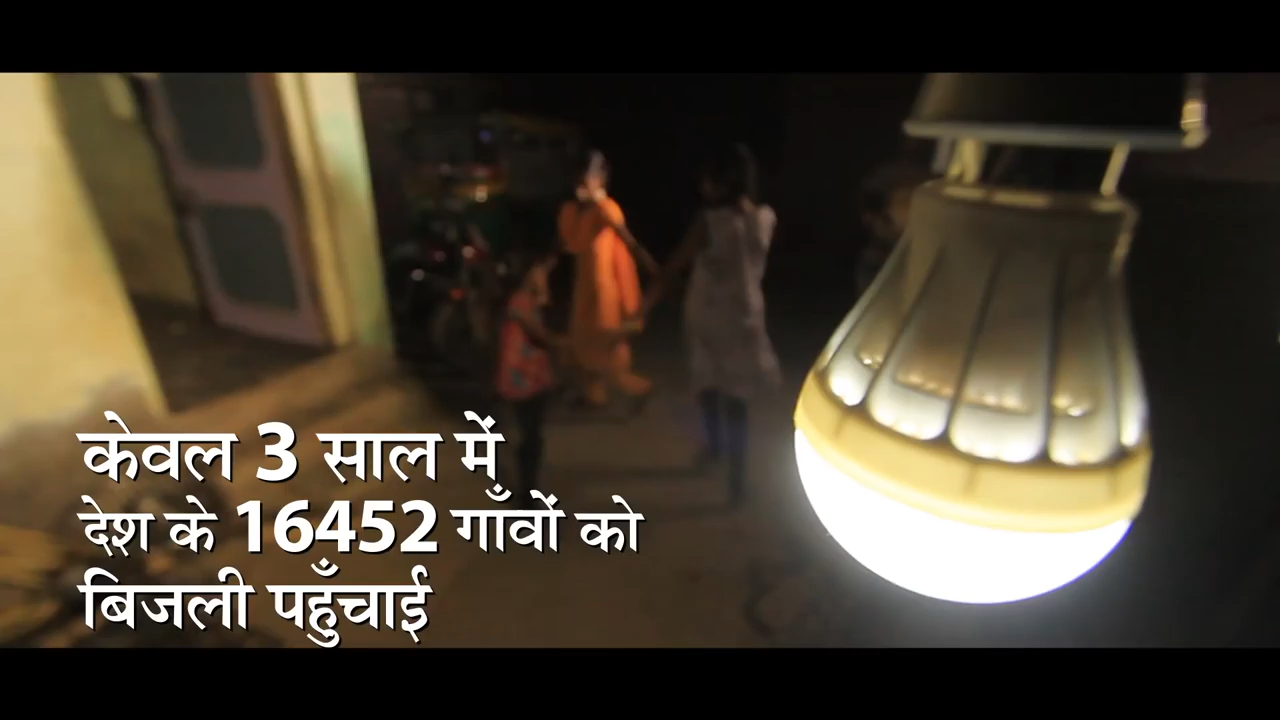 केवल 3 साल में
देश के 16452 गाँवों को
बिजली पहुँचाई